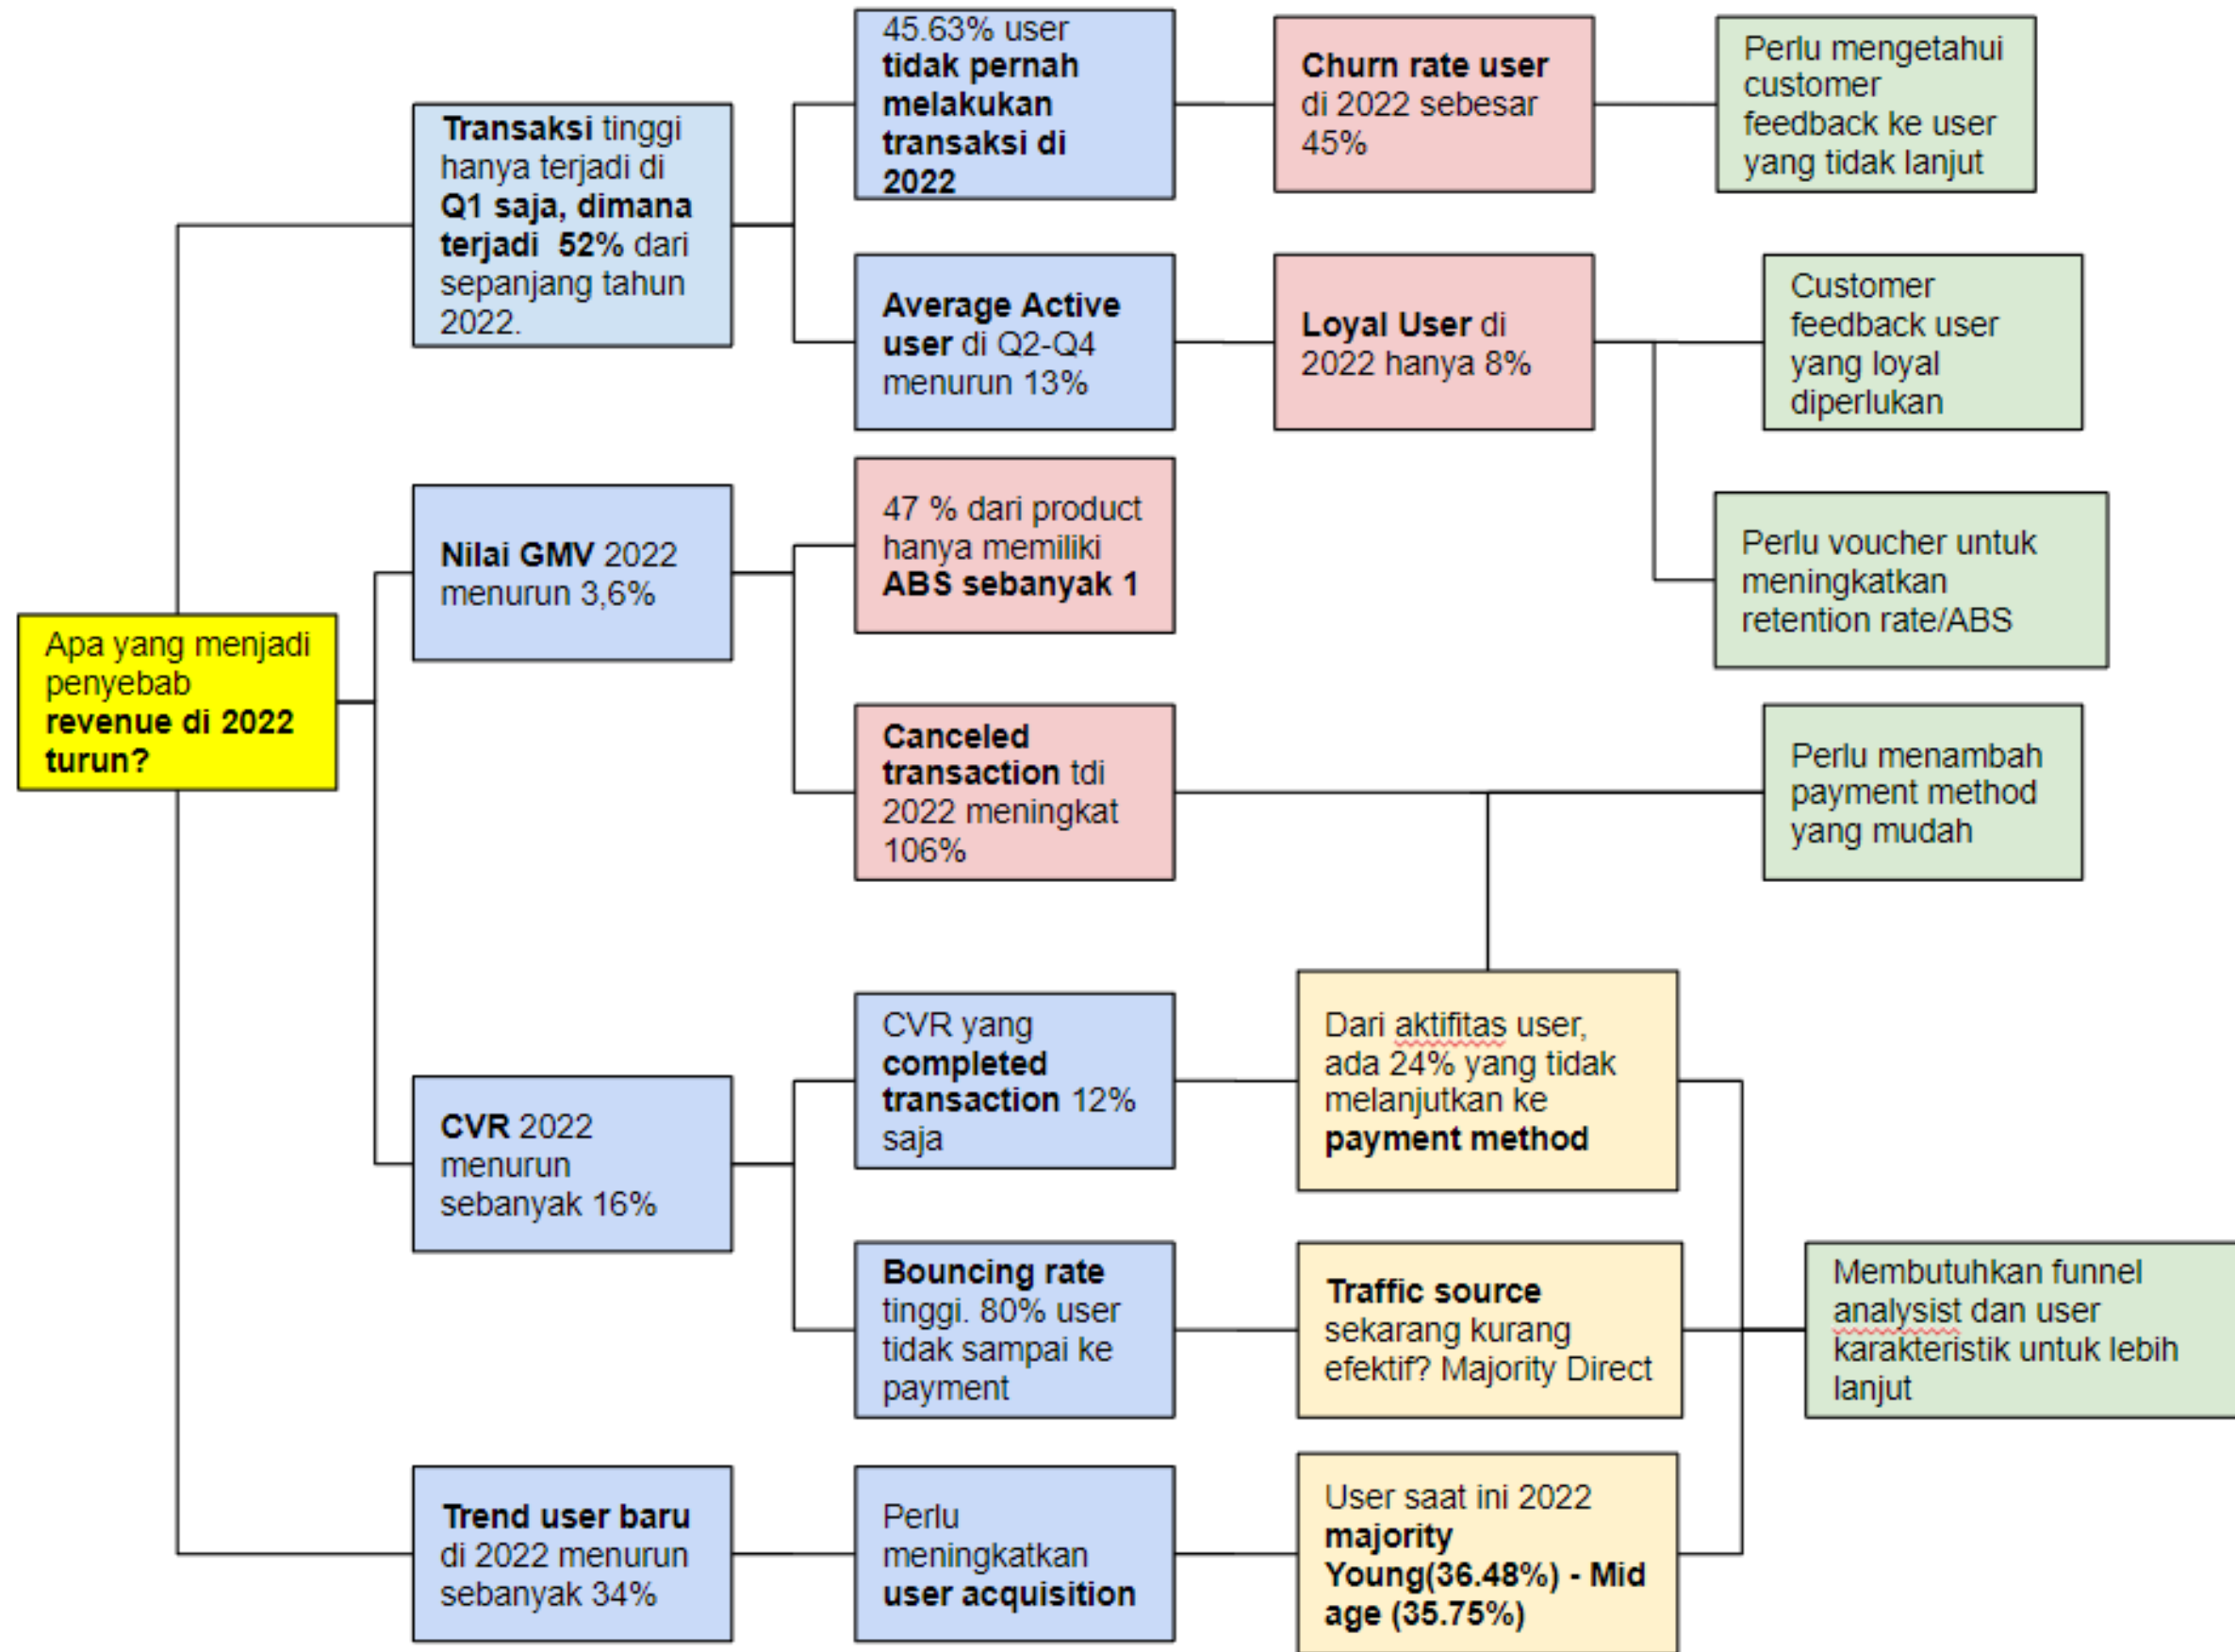 45.63% user
tidak pernah
melakukan
transaksi di
2022
Churn rate user
di 2022 sebesar
45%
Perlu mengetahui
customer
feedback ke user
yang tidak lanjut
Transaksi tinggi
hanya terjadi di
Q1 saja, dimana
terjadi 52% dari
sepanjang tahun
2022.
Average Active
user di Q2-Q4
menurun 13%
Loyal User di
2022 hanya 8%
Customer
feedback user
yang loyal
diperlukan
Nilai GMV 2022
menurun 3,6%
47 % dari product
hanya memiliki
ABS sebanyak 1
Perlu voucher untuk
meningkatkan
retention rate/ABS
Apa yang menjadi
penyebab
revenue di 2022
turun?
Canceled
transaction tdi
2022 meningkat
106%
Perlu menambah
payment method
yang mudah
CVR 2022
menurun
sebanyak 16%
CVR yang
completed
transaction 12%
saja
Dari aktifitas user,
ada 24% yang tidak
melanjutkan ke
payment method
Bouncing rate
tinggi. 80% user
tidak sampai ke
payment
Traffic source
sekarang kurang
efektif? Majority Direct
Membutuhkan funnel
analysist dan user
karakteristik untuk lebih
lanjut
Trend user baru
di 2022 menurun
sebanyak 34%
Perlu
meningkatkan
user acquisition
User saat ini 2022
majority
Young(36.48%) - Mid
age (35.75%)